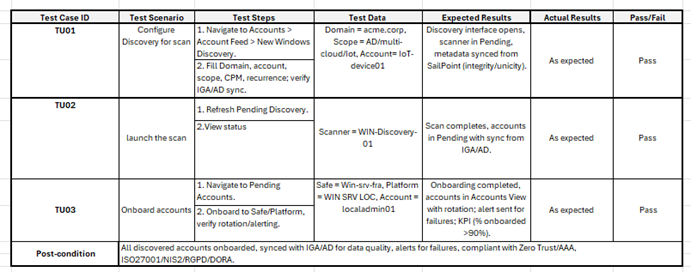 Test Case ID Test Scenario Test Steps Test Data Expected Results Actual Results Pass/Fail
TU01
Configure
Discovery for scan
1. Navigate to Accounts >
Account Feed > New Windows
Discovery.
2. Fill Domain, account,
scope, CPM, recurrence; verify
IGA/AD sync.
Domain = acme.corp,
Scope = AD/multi-
cloud/Iot, Account= IoT-
device01
Discovery interface opens,
scanner in Pending,
metadata synced from
SailPoint (integrity/unicity).
As expected
Pass
TU02
launch the scan
1. Refresh Pending Discovery.
2.View status
Scanner = WIN-Discovery-
01
Scan completes, accounts
in Pending with sync from
IGA/AD.
As expected
Pass
TU03
Onboard accounts
1. Navigate to Pending
Accounts.
2. Onboard to Safe/Platform,
verify rotation/alerting.
Safe = Win-srv-fra, Platform
= WIN SRV LOC, Account =
localadmin01
Onboarding completed,
accounts in Accounts View
with rotation; alert sent for
failures; KPI (% onboarded
>90%).
As expected
Pass
Post-condition
All discovered accounts onboarded, synced with IGA/AD for data quality, alerts for failures, compliant with Zero Trust/AAA,
ISO27001/NIS2/RGPD/DORA.